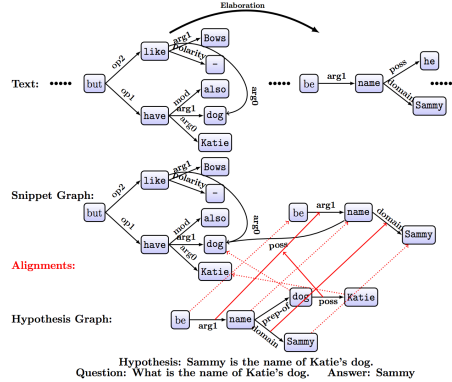 Elaboration
Bows
arg1
like
polarity
-
op2
he
poss
Text:
but
also
be
arg1
name
op1
mod
domain
arg0
Sammy
have
arg1
dog
arg0
Katie
Bows
arg1
like
polarity
-
op2
Snippet Graph:
but
also
be
arg1
name
domain
op1
mod
arg0
Sammy
have
arg1
dog
arg0
poss
Alignments:
Katie
dog
poss
Katie
prep-of
Hypothesis Graph:
be
arg1
name
domain
Sammy
Hypothesis: Sammy is the name of Katie's dog.
Question: What is the name of Katie's dog. Answer: Sammy